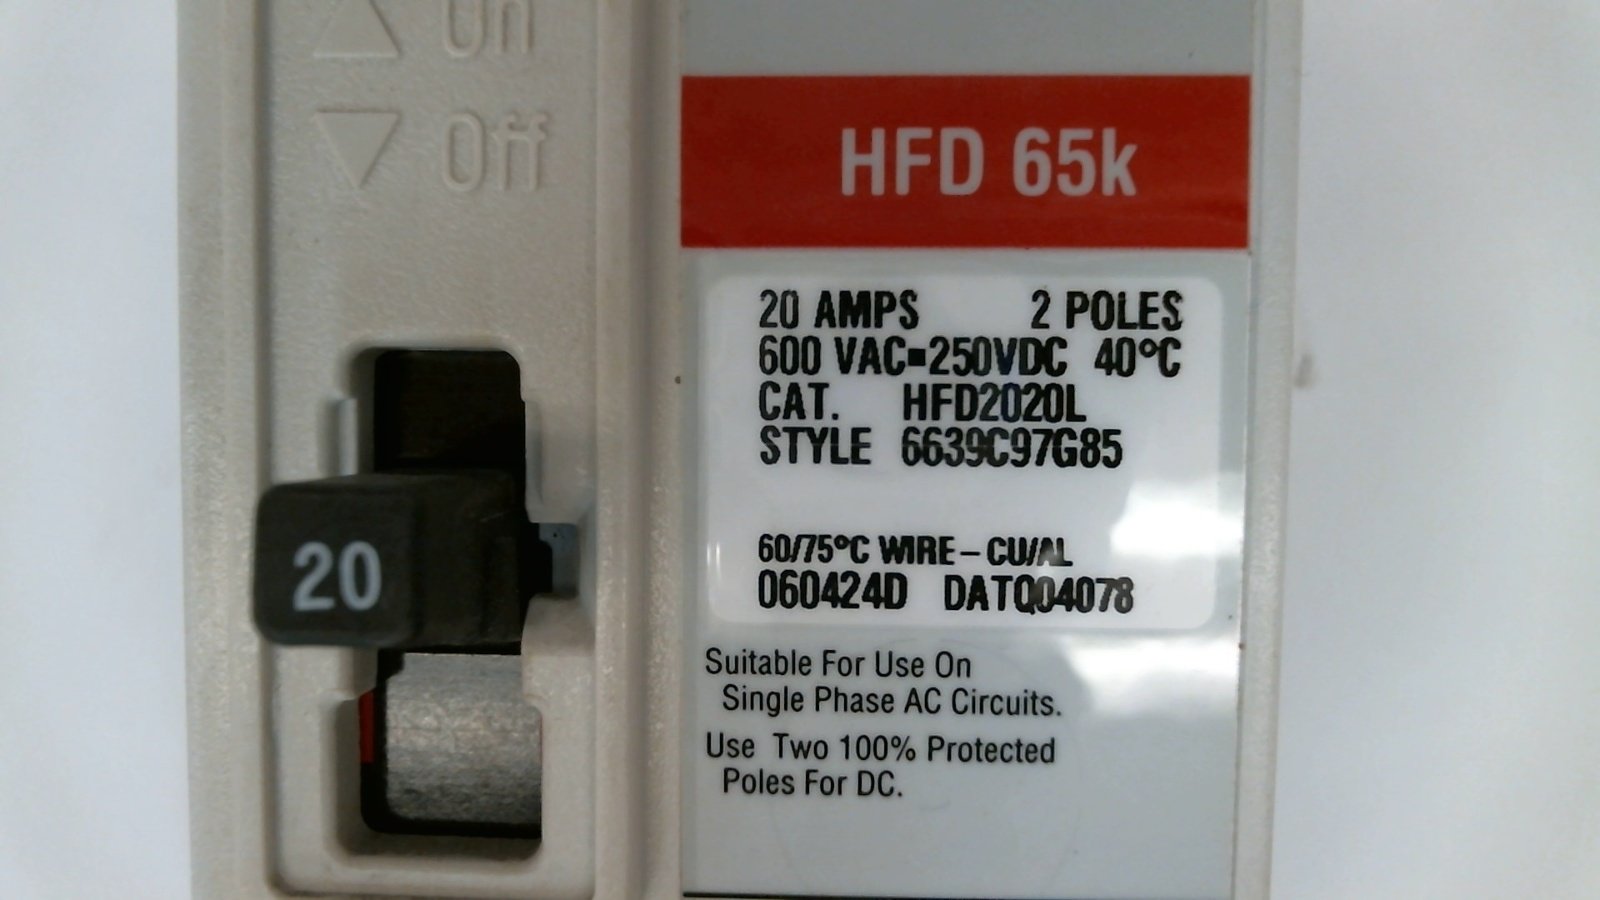 On
Off
HFD 65k
20 AMPS 2 POLES
600 VAC▪250VDC 40°C
CAT. HFD2020L
STYLE 6639C97G85
20
60/75°C WIRE – CU/AL
060424D DATQ04078
Suitable For Use On
Single Phase AC Circuits.
Use Two 100% Protected
Poles For DC.